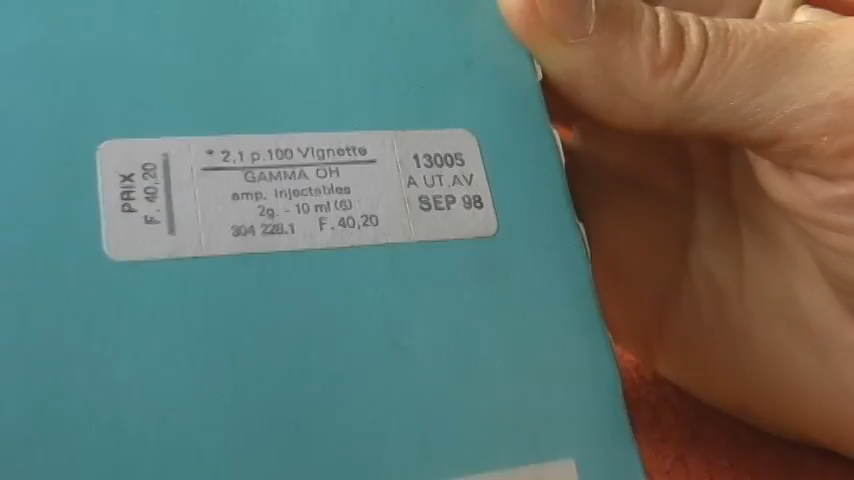 PRIX
F. 40,20
* 2,1 p.100 Vignette
GAMMA OH
amp. Injectables
2g. - 10 ml (6)
304 228.1 F. 40,20
13005
A UT.AV.
SEP 98